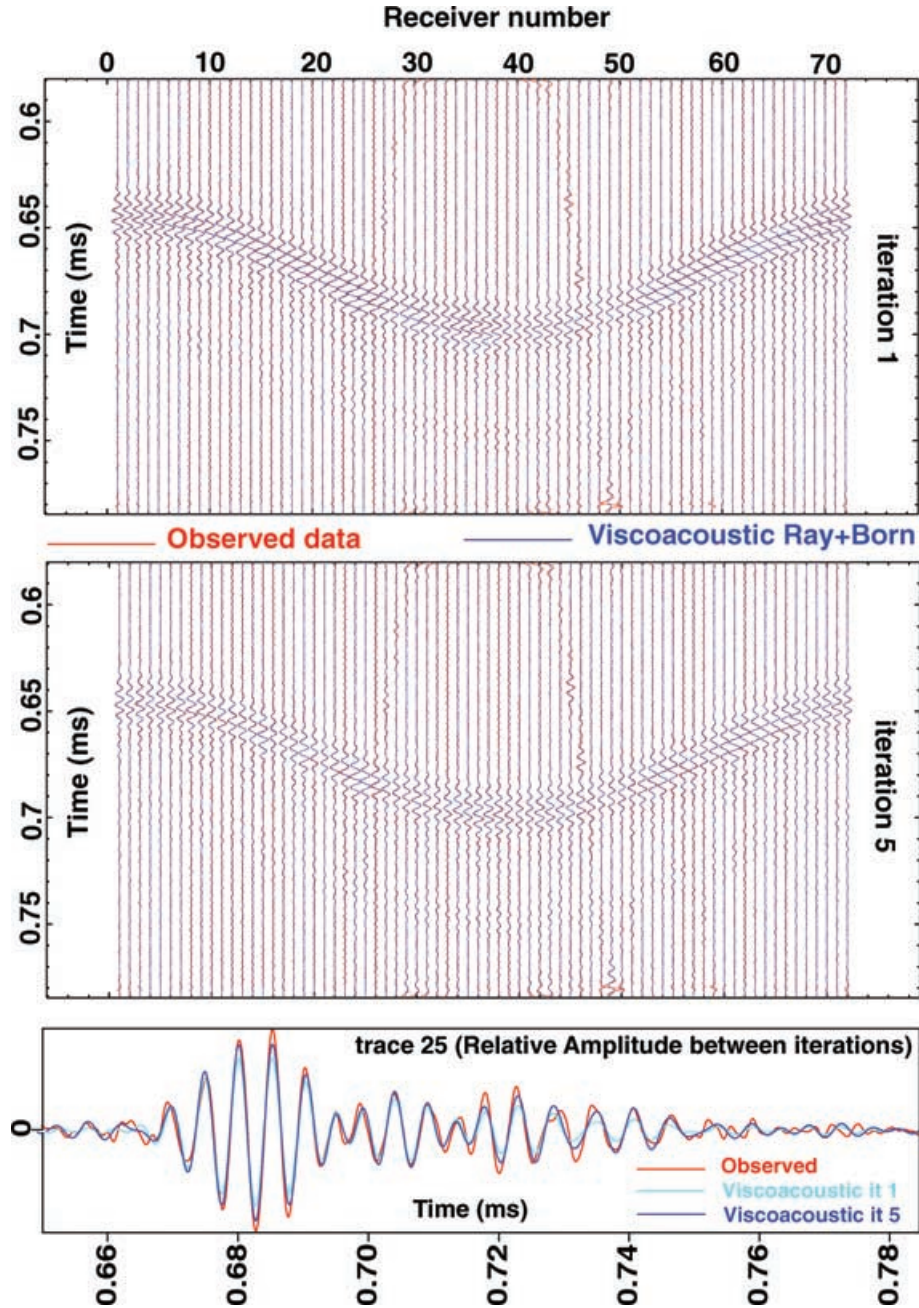 Receiver number
0 10 20 30 40 50 60 70
0.6
0.65
0.7
0.75
Time (ms)
iteration 1
Observed data
Viscoacoustic Ray+Born
0.6
0.65
0.7
0.75
Time (ms)
iteration 5
trace 25 (Relative Amplitude between iterations)
0
Observed
Viscoacoustic it 1
Viscoacoustic it 5
Time (ms)
0.66 0.68 0.70 0.72 0.74 0.76 0.78